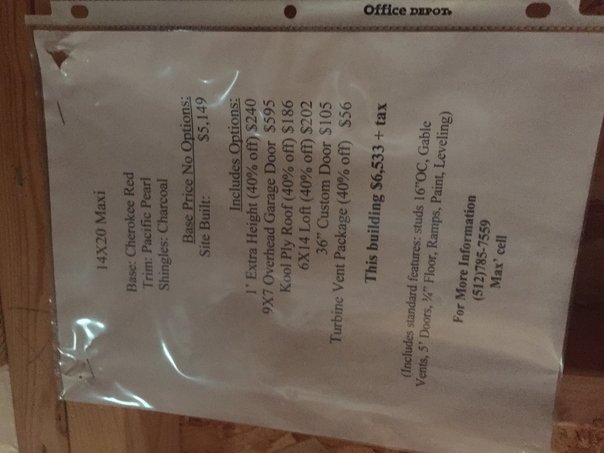 Office DEPOT.
14X20 Maxi
Base: Cherokee Red
Trim: Pacific Pearl
Shingles: Charcoal
Base Price No Options:
Site Built: $5,149
Includes Options:
1' Extra Height (40% off) $240
9X7 Overhead Garage Door $595
Kool Ply Roof (40% off) $186
6X14 Loft (40% off) $202
36" Custom Door $105
Turbine Vent Package (40% off) $56
This building $6,533 + tax
(Includes standard features: studs 16"OC, Gable
Vents, 5' Doors, ¾" Floor, Ramps, Paint, Leveling)
For More Information
(512)785-7559
Max' cell